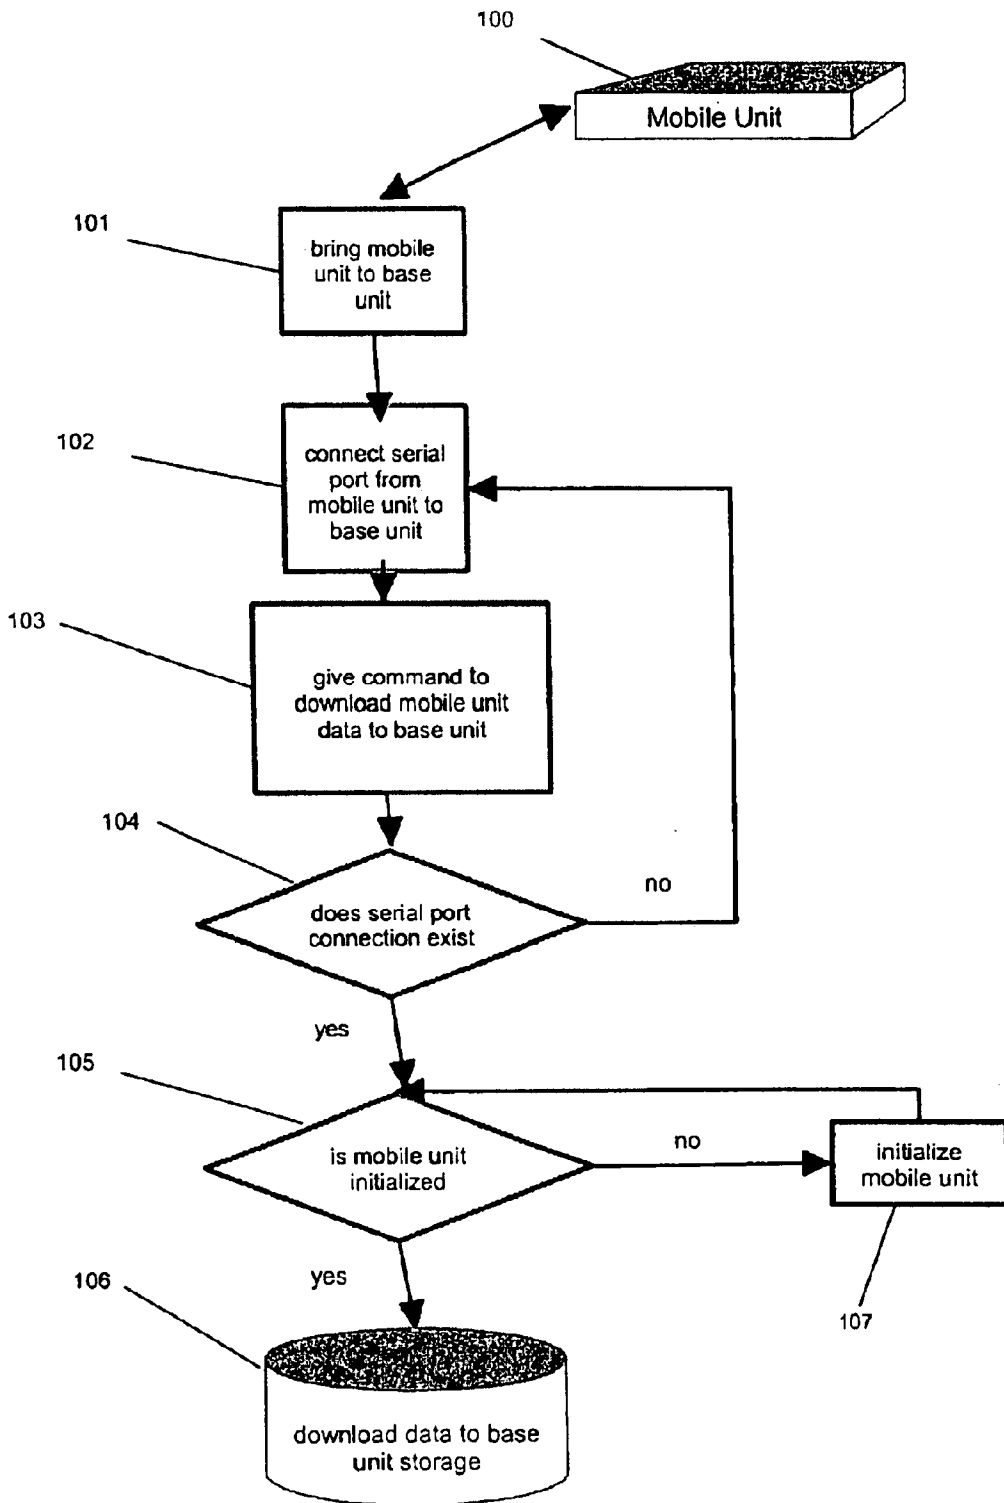 100
Mobile Unit
101
bring mobile
unit to base
unit
102
connect serial
port from
mobile unit to
base unit
103
give command to
download mobile unit
data to base unit
104
does serial port
connection exist
no
yes
105
is mobile unit
initialized
no
initialize
mobile unit
107
yes
106
download data to base
unit storage